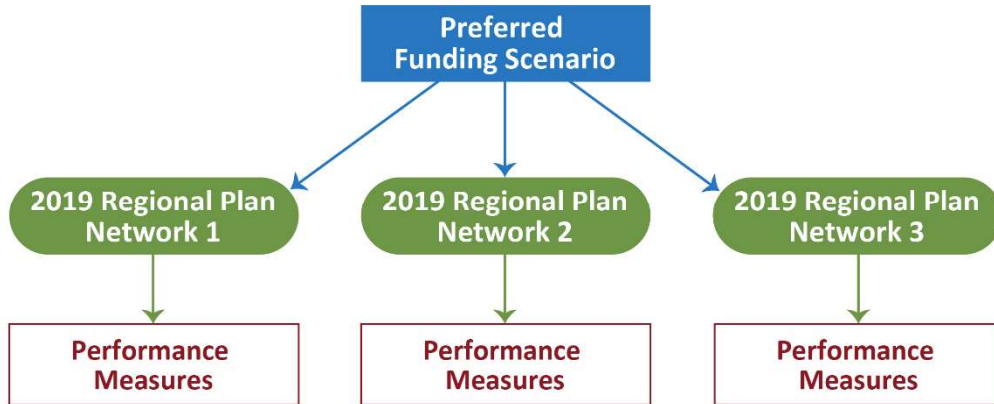 Preferred
Funding Scenario
2019 Regional Plan
Network 1
2019 Regional Plan
Network 2
2019 Regional Plan
Network 3
Performance
Measures
Performance
Measures
Performance
Measures